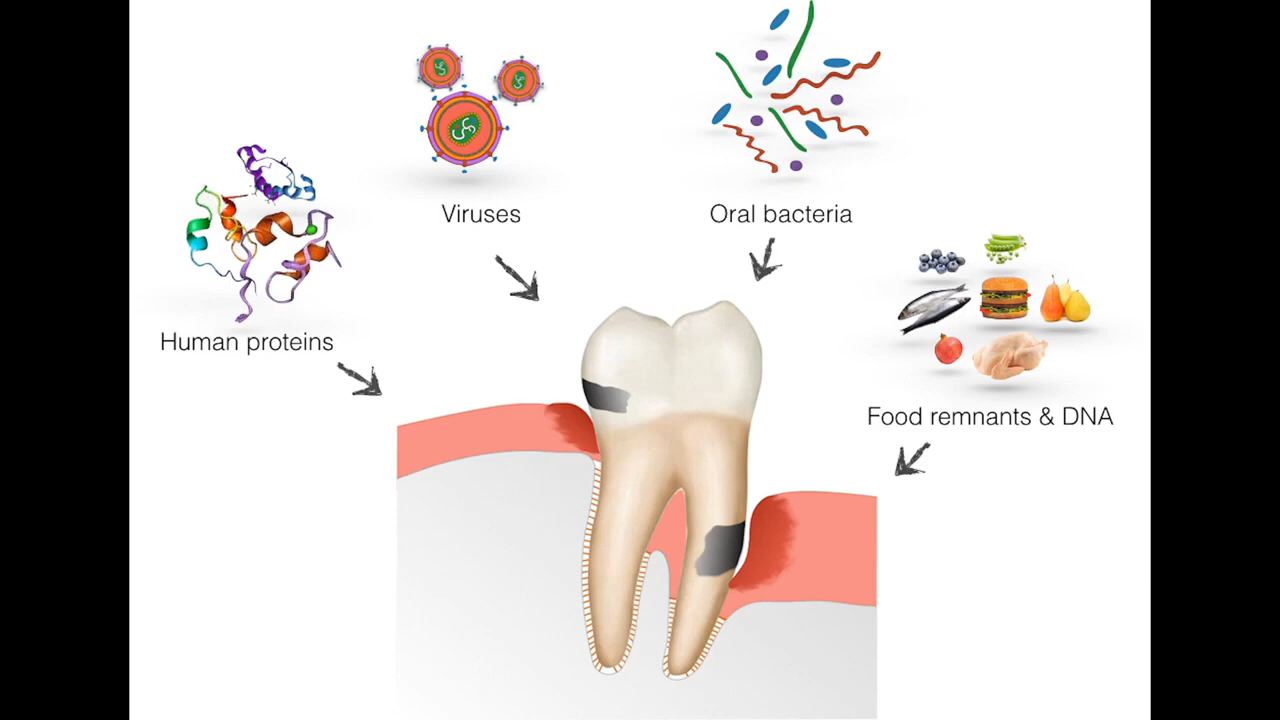 Viruses
Oral bacteria
Human proteins
Food remnants & DNA